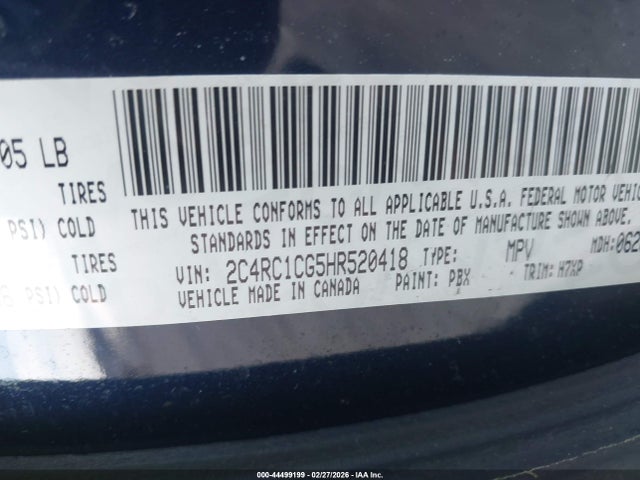 05 LB
TIRES
PSI) COLD
TIRES
PSI) COLD
THIS VEHICLE CONFORMS TO ALL APPLICABLE U.S.A. FEDERAL MOTOR VEHIC
STANDARDS IN EFFECT ON THE DATE OF MANUFACTURE SHOWN ABOVE.
VIN: 2C4RC1CG5HR520418 TYPE: MPV MDH:062
VEHICLE MADE IN CANADA PAINT: PBX TRIM: H7XP
000-44499199 - 02/27/2026 - IAA Inc.